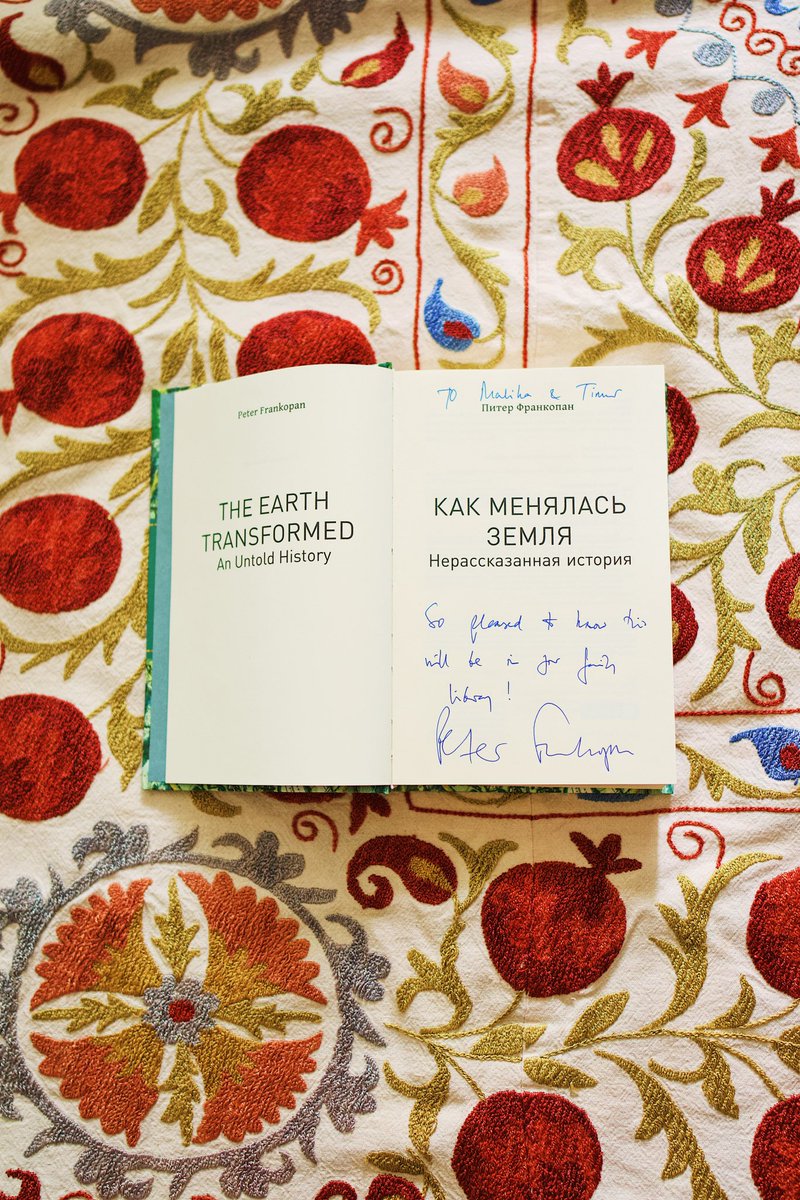 Peter Frankopan
THE EARTH
TRANSFORMED
An Untold History
To Malika & Timur
Питер Франкопан
КАК МЕНЯЛАСЬ
ЗЕМЛЯ
Нерассказанная история
So pleased to know this
will be in your family
library!
Peter Frankopan